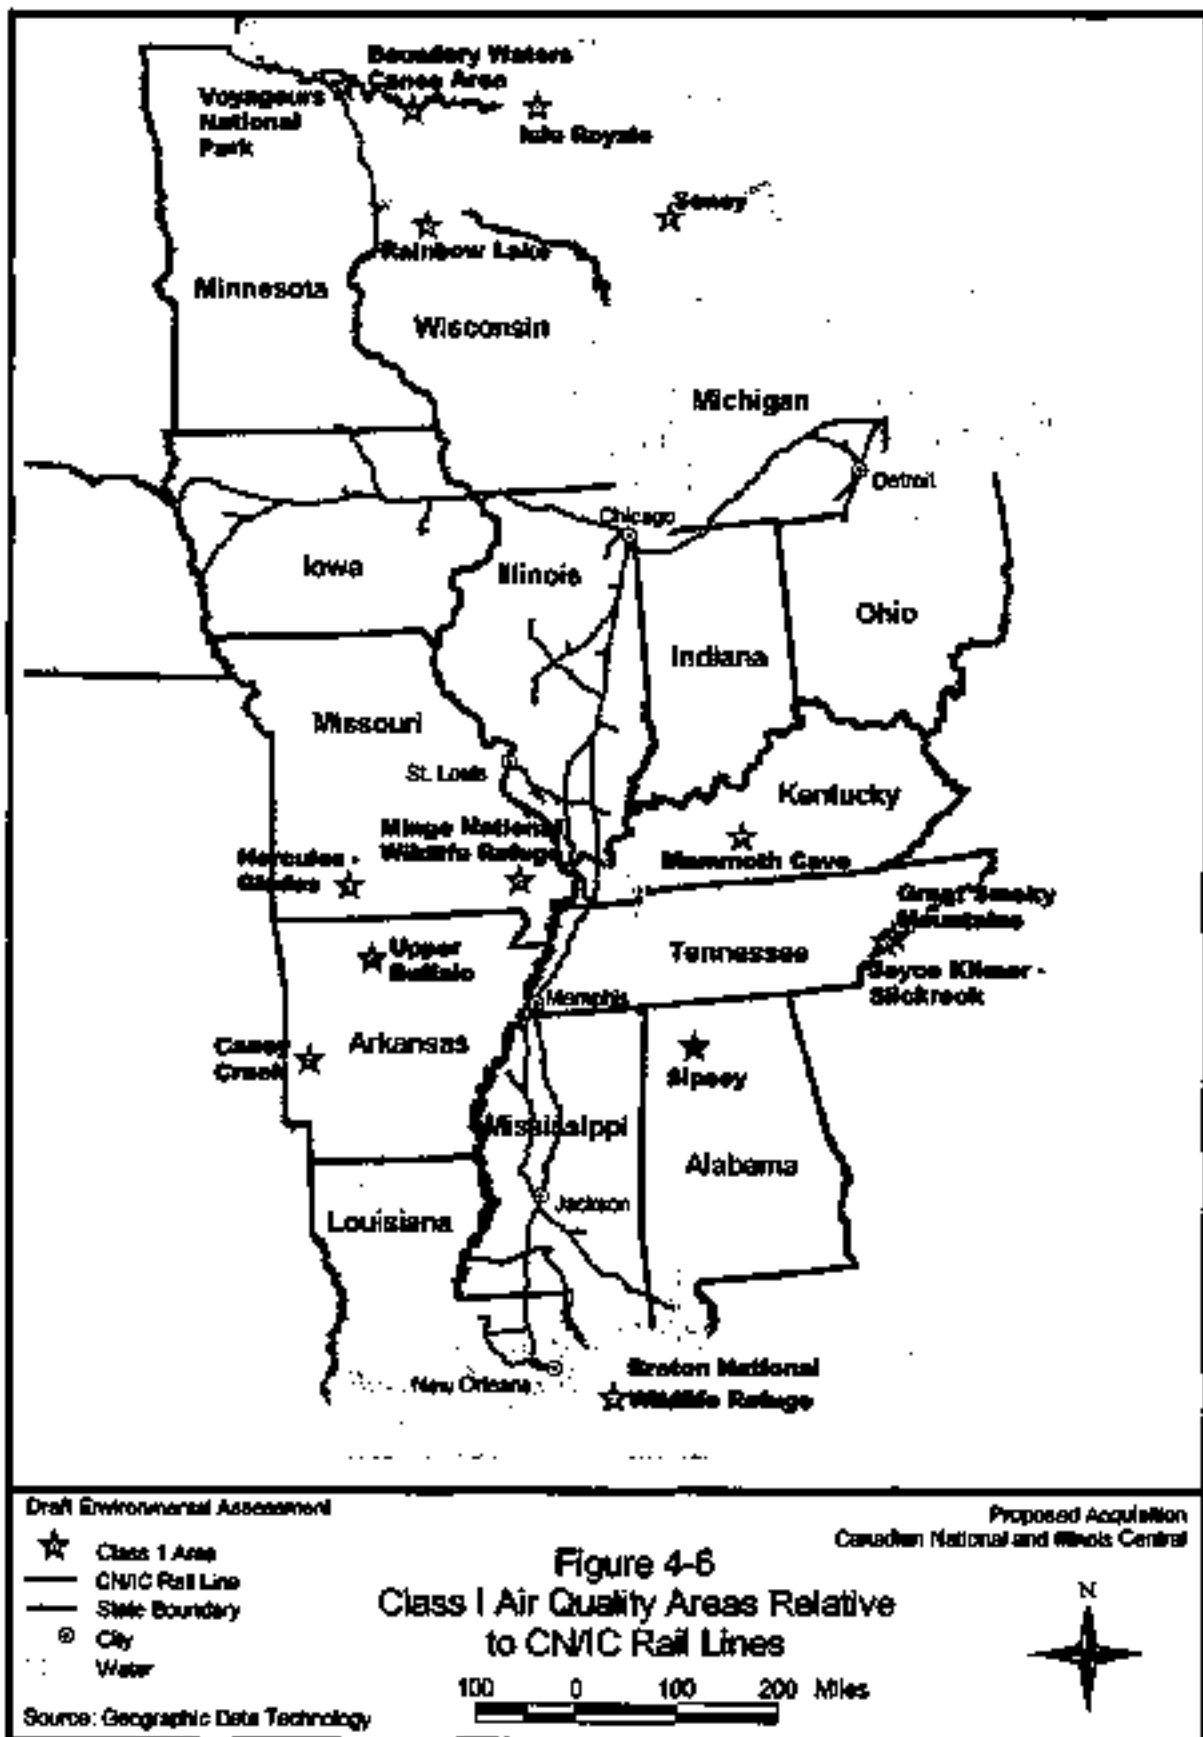 Boundary Waters
Canoe Area
Voyageurs
National
Park
Isle Royale
Seney
Rainbow Lake
Minnesota
Wisconsin
Michigan
Detroit
Chicago
Iowa
Illinois
Ohio
Indiana
Missouri
St. Louis
Kentucky
Mingo National
Wildlife Refuge
Mammoth Cave
Hercules -
Glades
Great Smoky
Mountains
Upper
Buffalo
Tennessee
Joyce Kilmer -
Slickrock
Memphis
Caney
Creek
Arkansas
Sipsey
Mississippi
Alabama
Jackson
Louisiana
New Orleans
Breton National
Wildlife Refuge
Draft Environmental Assessment
Proposed Acquisition
Canadian National and Illinois Central
Class 1 Area
CN/IC Rail Line
State Boundary
City
Water
Figure 4-6
Class I Air Quality Areas Relative
to CN/IC Rail Lines
N
100 0 100 200 Miles
Source: Geographic Data Technology